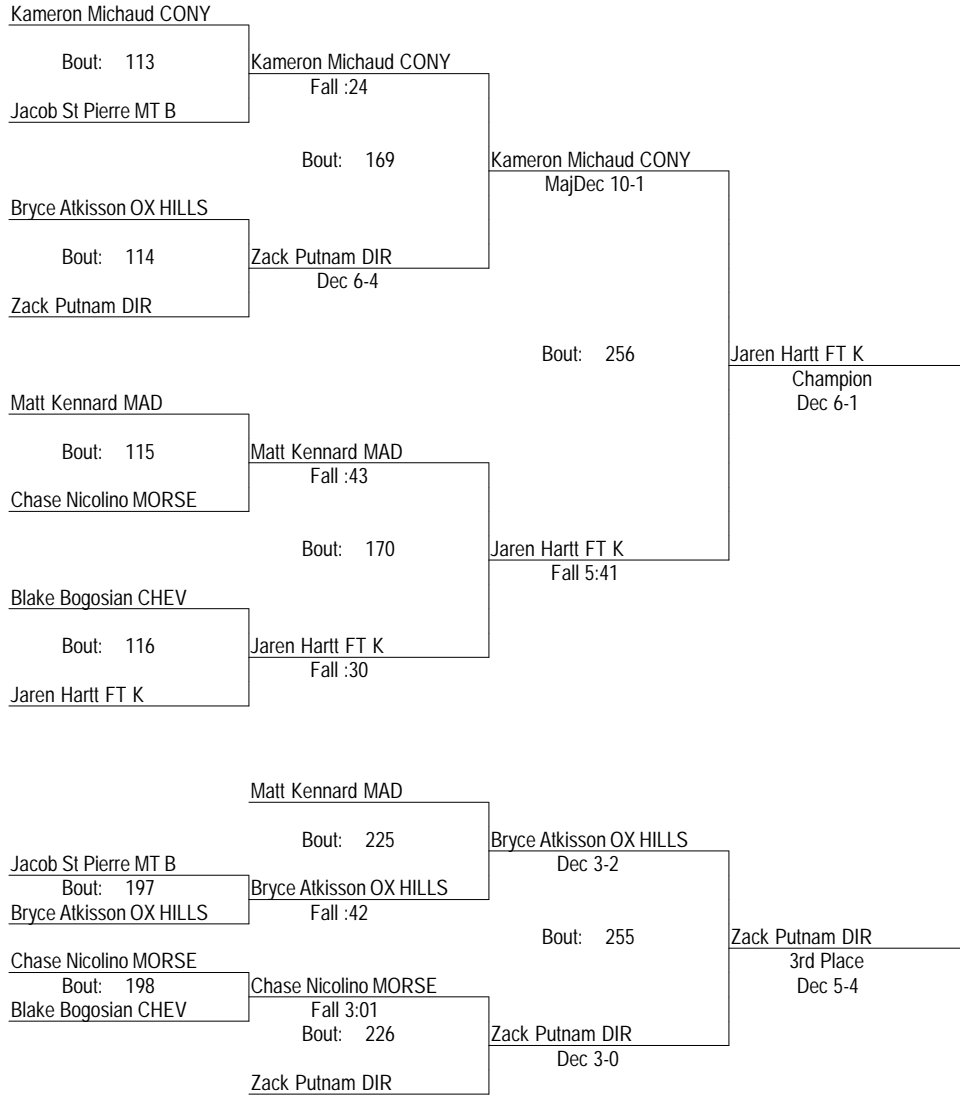 Kameron Michaud CONY
Bout: 113
Kameron Michaud CONY
Fall :24
Jacob St Pierre MT B
Bout: 169
Kameron Michaud CONY
MajDec 10-1
Bryce Atkisson OX HILLS
Bout: 114
Zack Putnam DIR
Dec 6-4
Zack Putnam DIR
Bout: 256
Jaren Hartt FT K
Champion
Dec 6-1
Matt Kennard MAD
Bout: 115
Matt Kennard MAD
Fall :43
Chase Nicolino MORSE
Bout: 170
Jaren Hartt FT K
Fall 5:41
Blake Bogosian CHEV
Bout: 116
Jaren Hartt FT K
Fall :30
Jaren Hartt FT K
Matt Kennard MAD
Bout: 225
Bryce Atkisson OX HILLS
Dec 3-2
Jacob St Pierre MT B
Bout: 197
Bryce Atkisson OX HILLS
Fall :42
Bryce Atkisson OX HILLS
Bout: 255
Zack Putnam DIR
3rd Place
Dec 5-4
Chase Nicolino MORSE
Bout: 198
Chase Nicolino MORSE
Fall 3:01
Blake Bogosian CHEV
Bout: 226
Zack Putnam DIR
Dec 3-0
Zack Putnam DIR